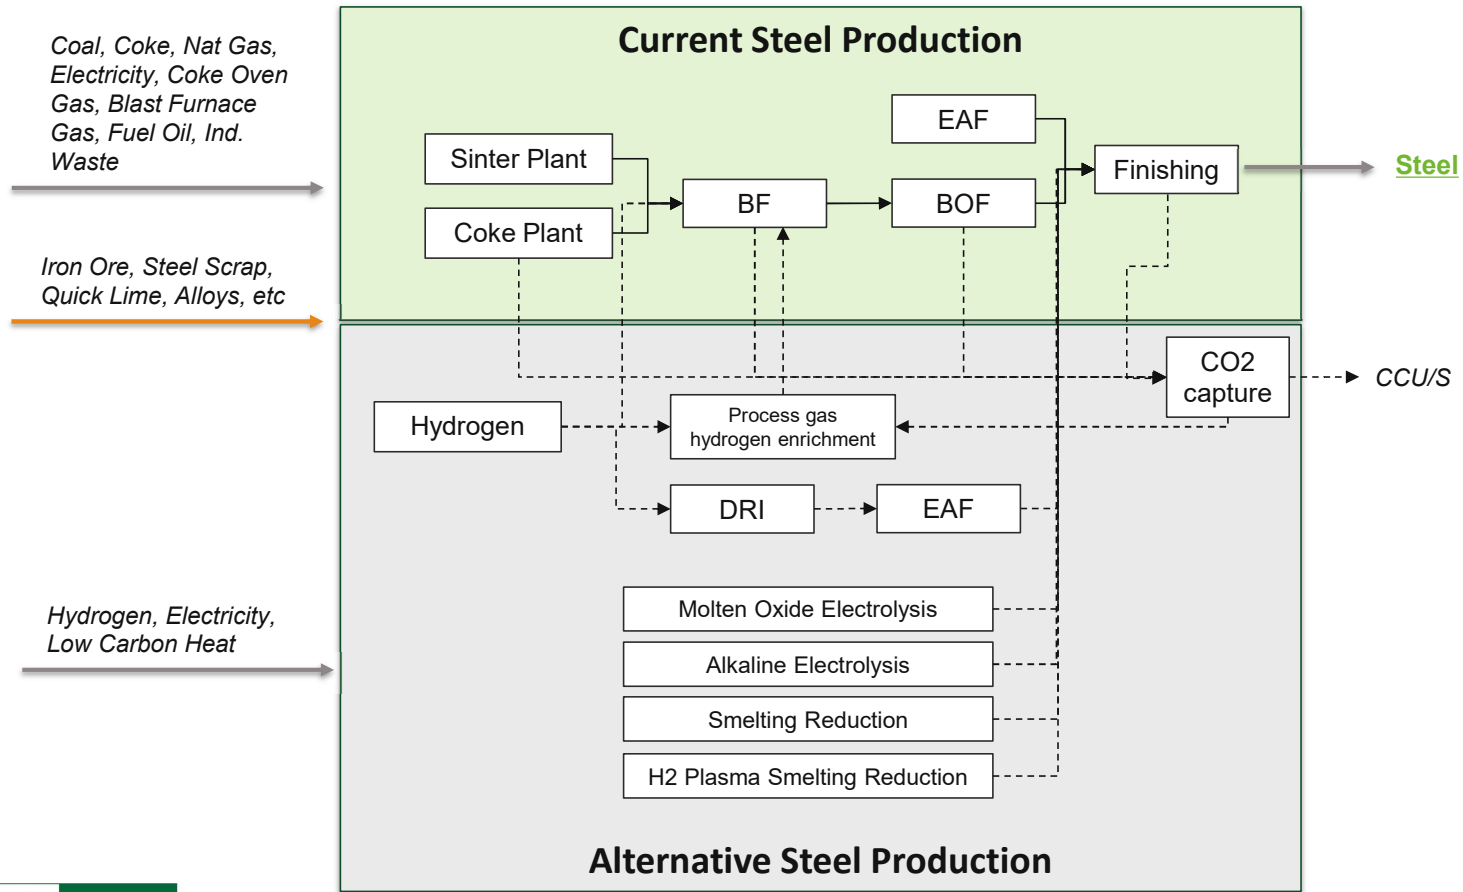 Current Steel Production
Coal, Coke, Nat Gas,
Electricity, Coke Oven
Gas, Blast Furnace
Gas, Fuel Oil, Ind.
Waste
EAF
Sinter Plant
Finishing
Steel
BF
BOF
Coke Plant
Iron Ore, Steel Scrap,
Quick Lime, Alloys, etc
CO2
capture
CCU/S
Hydrogen
Process gas
hydrogen enrichment
DRI
EAF
Hydrogen, Electricity,
Low Carbon Heat
Molten Oxide Electrolysis
Alkaline Electrolysis
Smelting Reduction
H2 Plasma Smelting Reduction
Alternative Steel Production